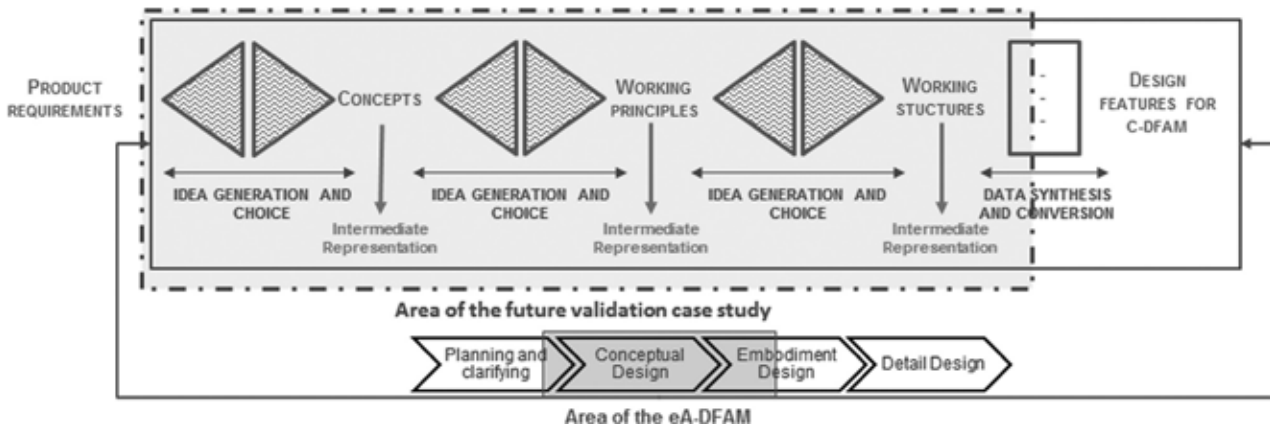 PRODUCT
REQUIREMENTS
CONCEPTS
WORKING
PRINCIPLES
WORKING
STUCTURES
-
-
-
DESIGN
FEATURES FOR
C-DFAM
IDEA GENERATION AND
CHOICE
IDEA GENERATION AND
CHOICE
IDEA GENERATION AND
CHOICE
DATA SYNTHESIS
AND CONVERSION
Intermediate
Representation
Intermediate
Representation
Intermediate
Representation
Area of the future validation case study
Planning and
clarifying
Conceptual
Design
Embodiment
Design
Detail Design
Area of the eA-DFAM